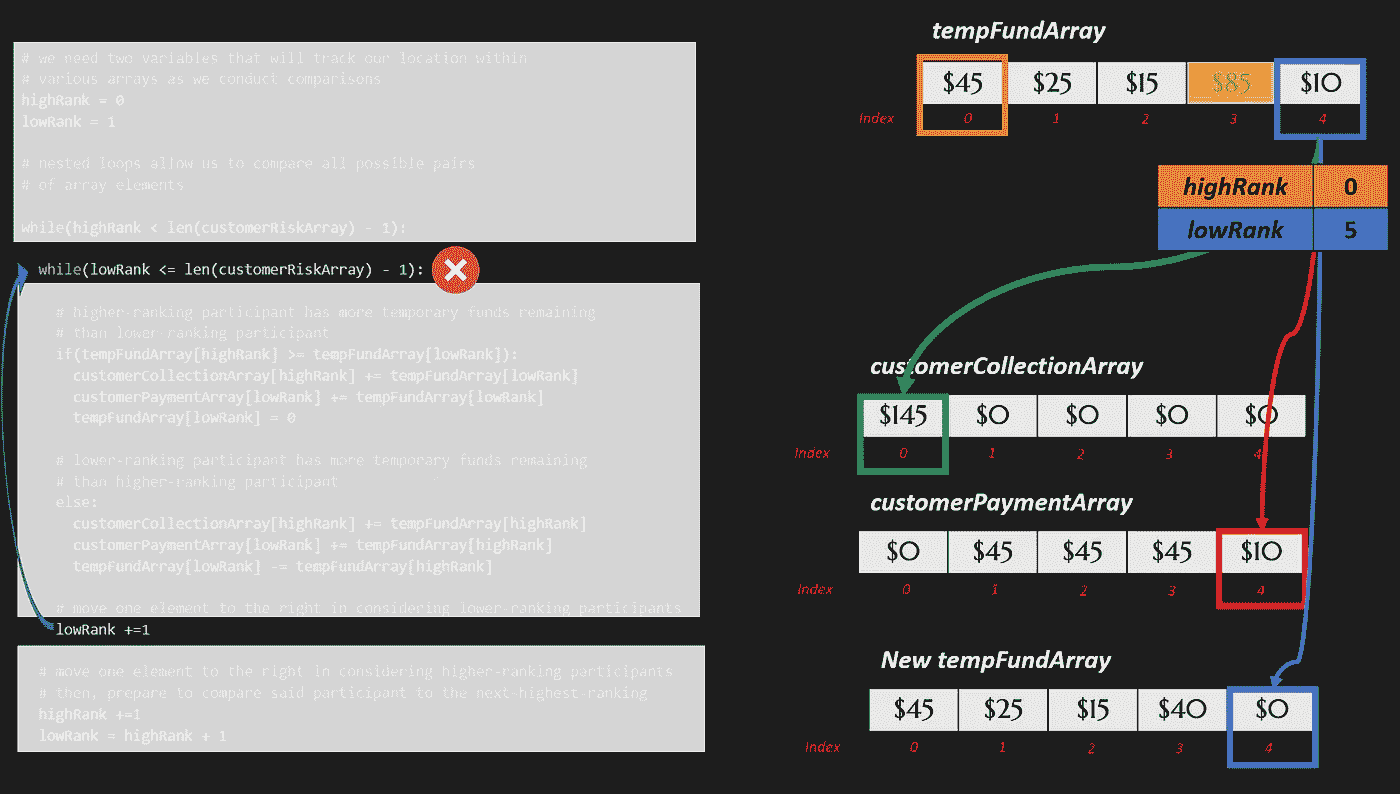 # we need two variables that will track our location within
# various arrays as we conduct comparisons
highRank = 0
lowRank = 1
# nested loops allow us to compare all possible pairs
# of array elements
while(highRank < len(customerRiskArray) - 1):
while(lowRank <= len(customerRiskArray) - 1):
# higher-ranking participant has more temporary funds remaining
# than lower-ranking participant
if(tempFundArray[highRank] >= tempFundArray[lowRank]):
customerCollectionArray[highRank] += tempFundArray[lowRank]
customerPaymentArray[lowRank] += tempFundArray[lowRank]
tempFundArray[lowRank] = 0
# lower-ranking participant has more temporary funds remaining
# than higher-ranking participant
else:
customerCollectionArray[highRank] += tempFundArray[highRank]
customerPaymentArray[lowRank] += tempFundArray[highRank]
tempFundArray[lowRank] -= tempFundArray[highRank]
# move one element to the right in considering lower-ranking participants
lowRank +=1
# move one element to the right in considering higher-ranking participants
# then, prepare to compare said participant to the next-highest-ranking
highRank +=1
lowRank = highRank + 1
tempFundArray
$45 $25 $15 $85 $10
Index 0 1 2 3 4
highRank 0
lowRank 5
customerCollectionArray
$145 $0 $0 $0 $0
Index 0 1 2 3 4
customerPaymentArray
$0 $45 $45 $45 $10
Index 0 1 2 3 4
New tempFundArray
$45 $25 $15 $40 $0
Index 0 1 2 3 4